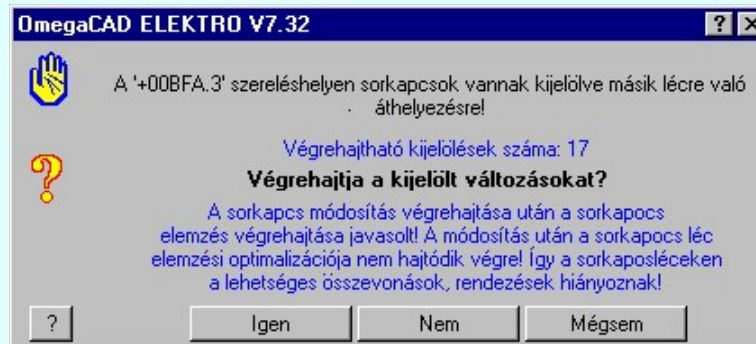 OmegaCAD ELEKTRO V7.32
A '+00BFA.3' szereléshelyen sorkapcsok vannak kijelölve másik lécre való
áthelyezésre!
Végrehajtható kijelölések száma: 17
Végrehajtja a kijelölt változásokat?
A sorkapcs módosítás végrehajtása után a sorkapocs
elemzés végrehajtása javasolt! A módosítás után a sorkapocs léc
elemzési optimalizációja nem hajtódik végre! Így a sorkaposléceken
a lehetséges összevonások, rendezések hiányoznak!
? Igen Nem Mégsem